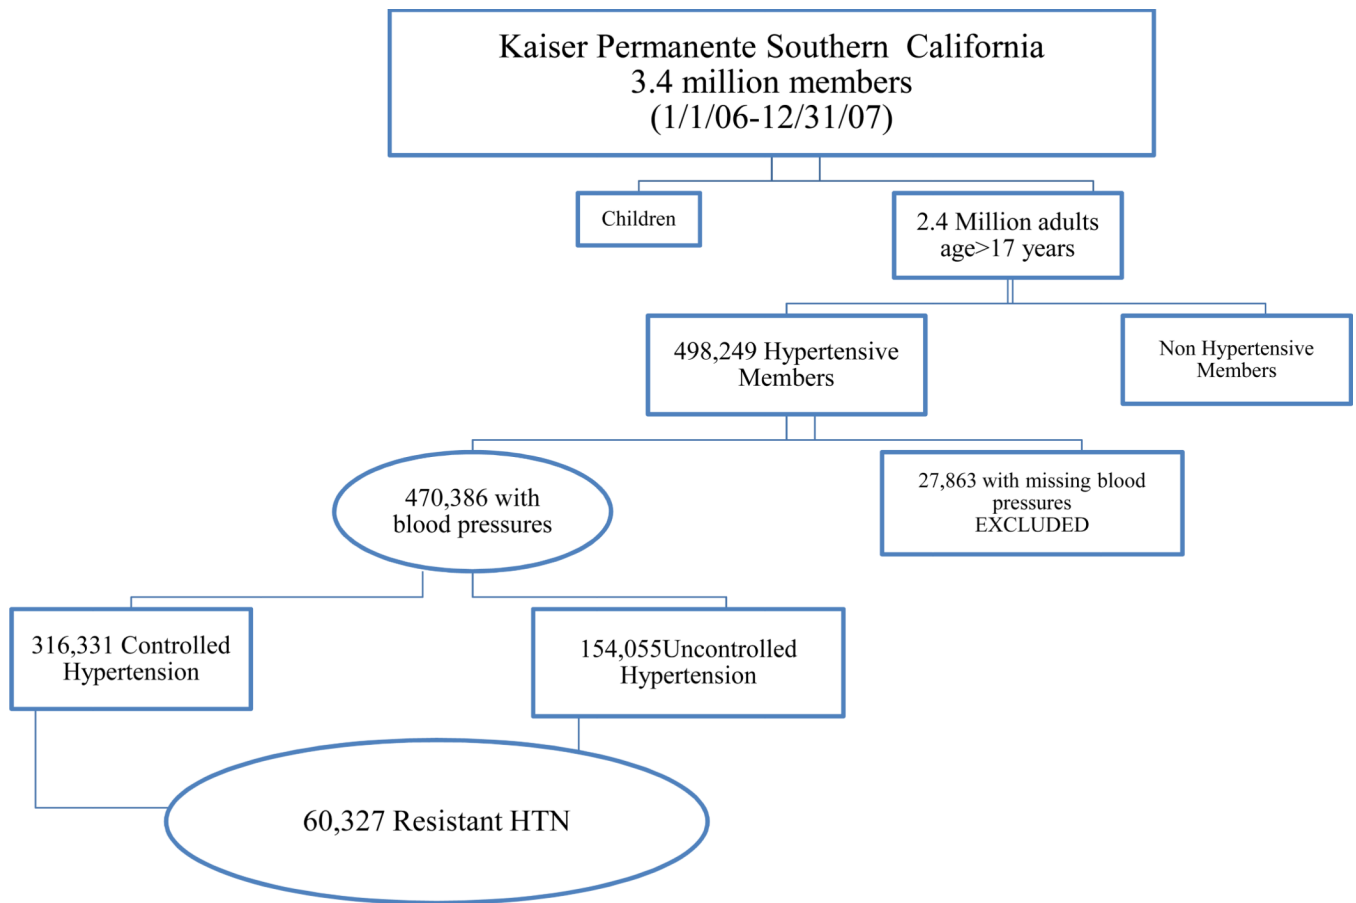 Kaiser Permanente Southern California
3.4 million members
(1/1/06-12/31/07)
Children
2.4 Million adults
age>17 years
498,249 Hypertensive
Members
Non Hypertensive
Members
470,386 with
blood pressures
27,863 with missing blood
pressures
EXCLUDED
316,331 Controlled
Hypertension
154,055Uncontrolled
Hypertension
60,327 Resistant HTN